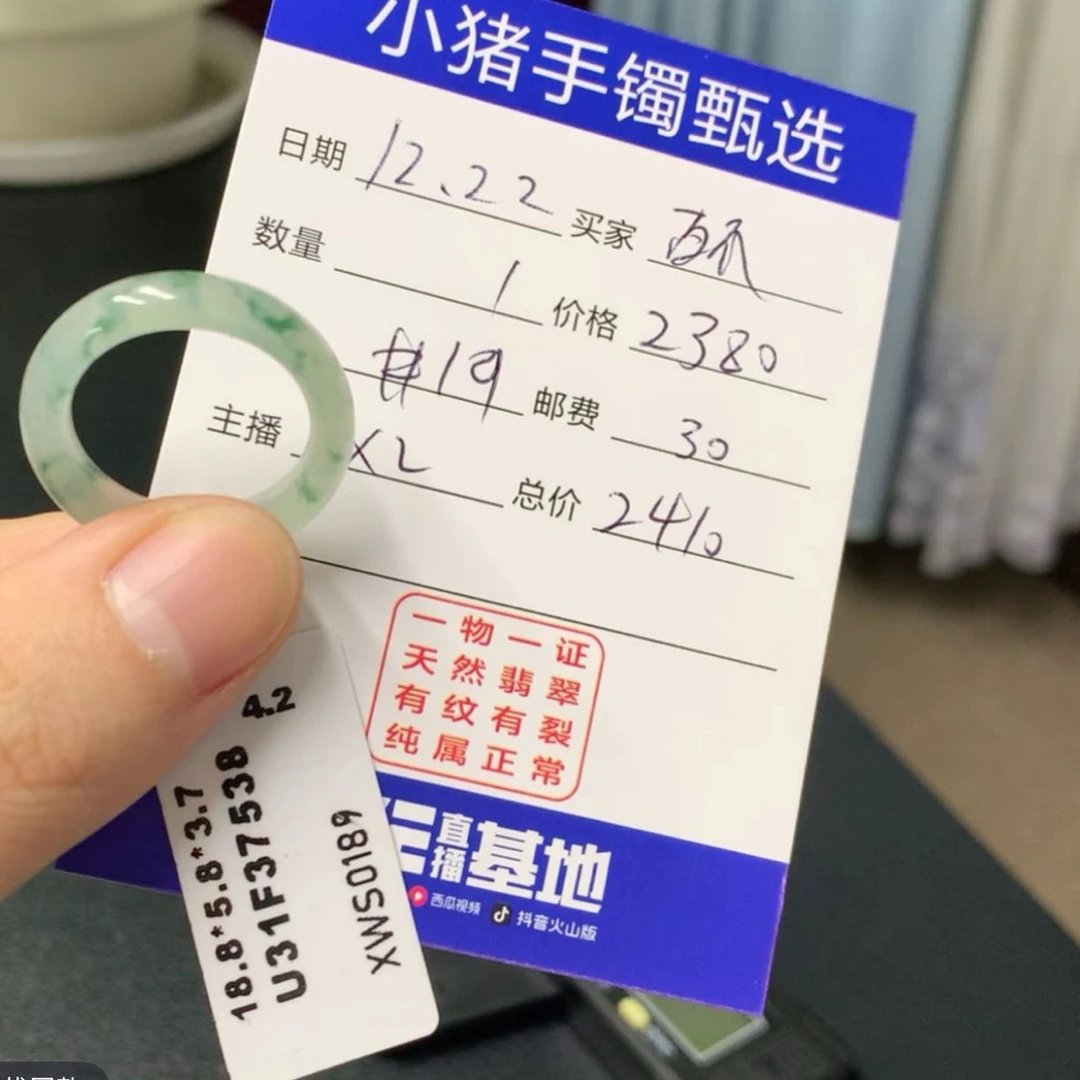 小猪手镯甄选
日期 12.22 买家
数量 1 价格 2380
#19 邮费 30
主播 X2 总价 2410
一物一证
天然翡翠
有纹有裂
纯属正常
直播基地
西瓜视频 抖音火山版
4.2
18.8*5.8*3.7
U31F37538
XWS0189